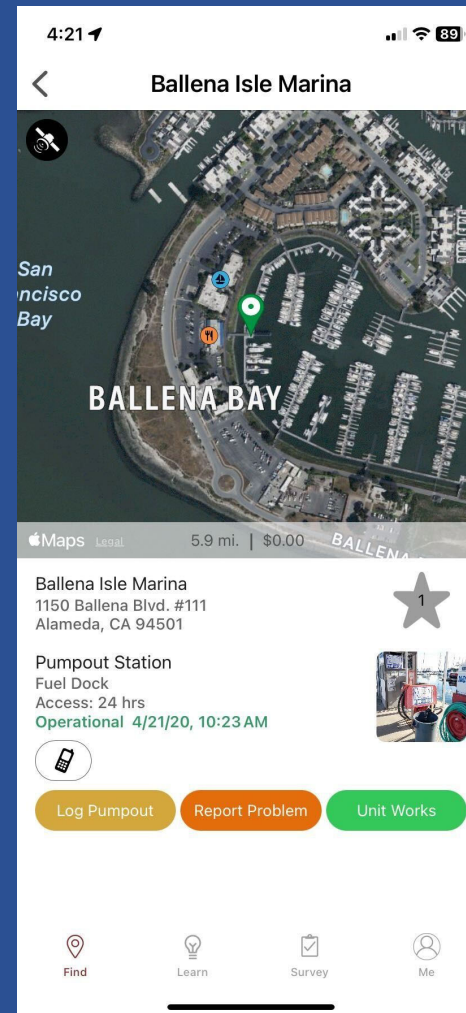 4:21
89
Ballena Isle Marina
San
ncisco
Bay
BALLENA BAY
Maps Legal
5.9 mi. | $0.00
BALLENA
Ballena Isle Marina
1150 Ballena Blvd. #111
Alameda, CA 94501
1
Pumpout Station
Fuel Dock
Access: 24 hrs
Operational 4/21/20, 10:23 AM
Log Pumpout
Report Problem
Unit Works
Find
Learn
Survey
Me